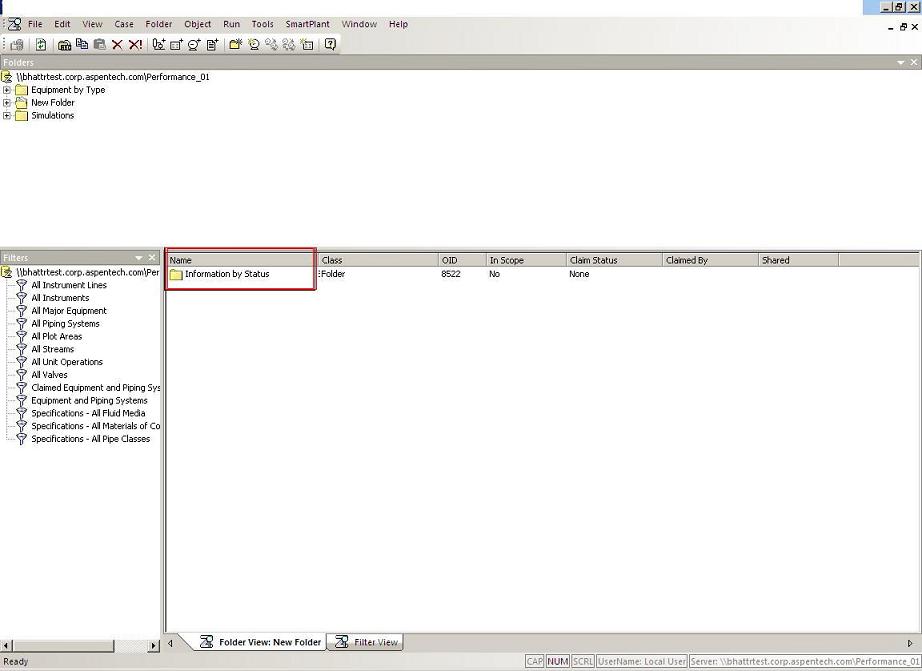 File Edit View Case Folder Object Run Tools SmartPlant Window Help
Folders
\\bhattrtest.corp.aspentech.com\Performance_01
Equipment by Type
New Folder
Simulations
Filters
\\bhattrtest.corp.aspentech.com\Per
All Instrument Lines
All Instruments
All Major Equipment
All Piping Systems
All Plot Areas
All Streams
All Unit Operations
All Valves
Claimed Equipment and Piping Sys
Equipment and Piping Systems
Specifications - All Fluid Media
Specifications - All Materials of Co
Specifications - All Pipe Classes
Name Class OID In Scope Claim Status Claimed By Shared
Information by Status Folder 8522 No None
Folder View: New Folder Filter View
Ready CAP NUM SCRL UserName: Local User Server: \\bhattrtest.corp.aspentech.com/Performance_01